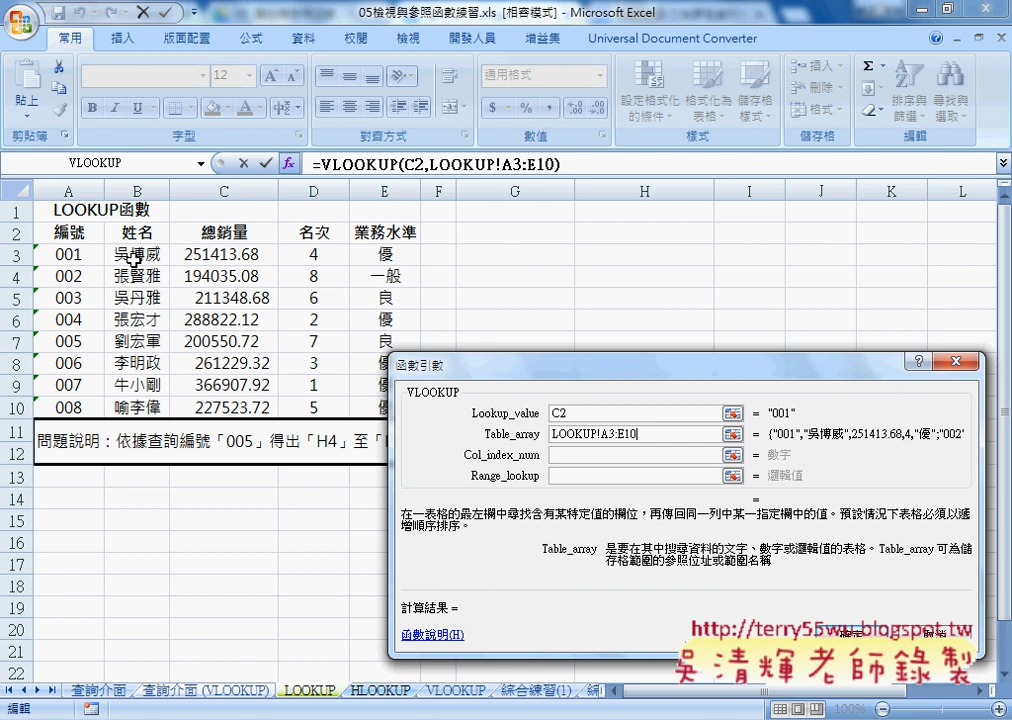 05檢視與參照函數練習.xls [相容模式] - Microsoft Excel
常用 插入 版面配置 公式 資料 校閱 檢視 開發人員 增益集 Universal Document Converter
貼上 12 通用格式 設定格式化的條件 格式化為表格 儲存格樣式 插入 刪除 格式 排序與篩選 尋找與選取
剪貼簿 字型 對齊方式 數值 樣式 儲存格 編輯
VLOOKUP =VLOOKUP(C2,LOOKUP!A3:E10)
A B C D E F G H I J K L
1 LOOKUP函數
2 編號 姓名 總銷量 名次 業務水準
3 001 吳博威 251413.68 4 優
4 002 張賢雅 194035.08 8 一般
5 003 吳丹雅 211348.68 6 良
6 004 張宏才 288822.12 2 優
7 005 劉宏軍 200550.72 7 良
8 006 李明政 261229.32 3 優
9 007 牛小剛 366907.92 1 優
10 008 喻李偉 227523.72 5 優
11 問題說明：依據查詢編號「005」得出「H4」至「
12
13
14
15
16
17
18
19
20
21
22
函數引數
VLOOKUP
Lookup_value C2 = "001"
Table_array LOOKUP!A3:E10 = {"001","吳博威",251413.68,4,"優";"002"
Col_index_num = 數字
Range_lookup = 邏輯值
=
在一表格的最左欄中尋找含有某特定值的欄位，再傳回同一列中某一指定欄中的值。預設情況下表格必須以遞
增順序排序。
Table_array 是要在其中搜尋資料的文字、數字或邏輯值的表格。Table_array 可為儲
存格範圍的參照位址或範圍名稱
計算結果 =
函數說明(H) 確定 取消
http://terry55wu.blogspot.tw
吳清輝老師錄製
查詢介面 查詢介面 (VLOOKUP) LOOKUP HLOOKUP VLOOKUP 綜合練習(1) 綜
編輯 100%